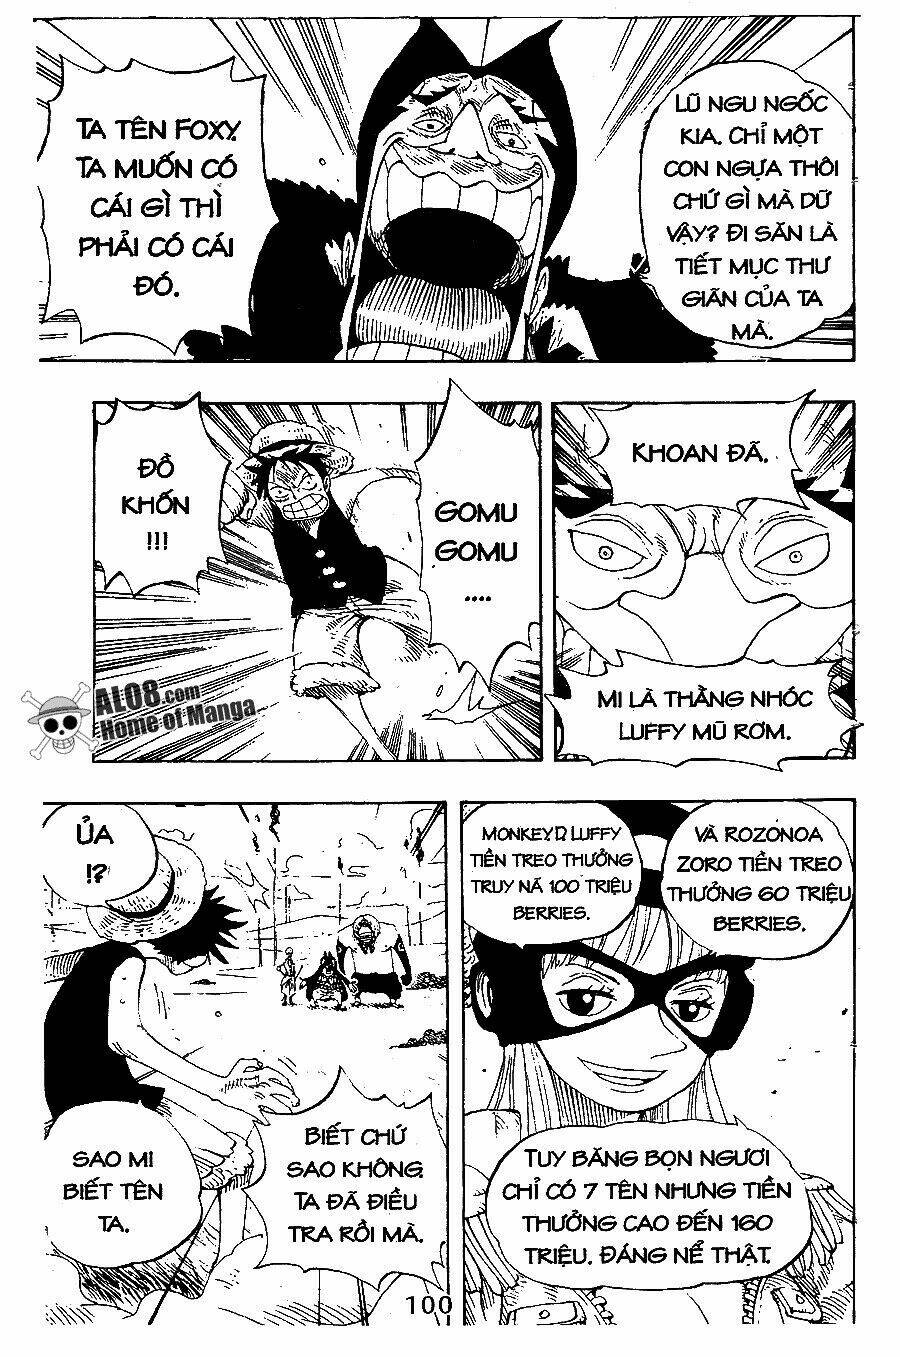 LŨ NGU NGỐC
KIA. CHỈ MỘT
CON NGỰA THÔI
CHỨ GÌ MÀ DỮ
VẬY? ĐI SĂN LÀ
TIẾT MỤC THƯ
GIÃN CỦA TA
MÀ.
TA TÊN FOXY.
TA MUỐN CÓ
CÁI GÌ THÌ
PHẢI CÓ CÁI
ĐÓ.
KHOAN ĐÃ.
MI LÀ THẰNG NHÓC
LUFFY MŨ RƠM.
GOMU
GOMU
....
ĐỒ
KHỐN
!!!
AL08.com
Home of Manga
VÀ ROZONOA
ZORO TIỀN TREO
THƯỞNG 60 TRIỆU
BERRIES.
MONKEY D LUFFY
TIỀN TREO THƯỞNG
TRUY NÃ 100 TRIỆU
BERRIES.
TUY BĂNG BỌN NGƯƠI
CHỈ CÓ 7 TÊN NHƯNG TIỀN
THƯỞNG CAO ĐẾN 160
TRIỆU. ĐÁNG NỂ THẬT.
ỦA
!?
BIẾT CHỨ
SAO KHÔNG.
TA ĐÃ ĐIỀU
TRA RỒI MÀ.
SAO MI
BIẾT TÊN
TA.
100